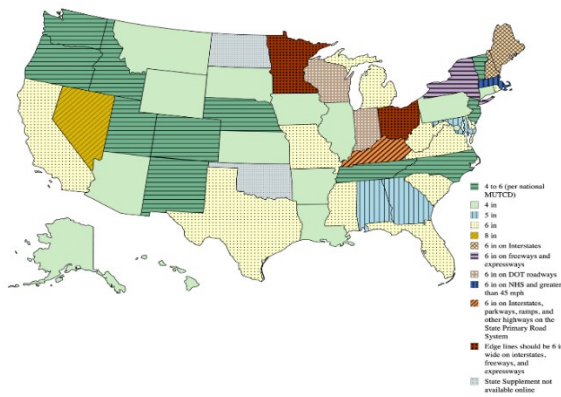 4 to 6 (per national
MUTCD)
4 in
5 in
6 in
8 in
6 in on Interstates
6 in on freeways and
expressways
6 in on DOT roadways
6 in on NHS and greater
than 45 mph
6 in on Interstates,
parkways, ramps, and
other highways on the
State Primary Road
System
Edge lines should be 6 i
wide on interstates,
freeways, and
expressways
State Supplement not
available online